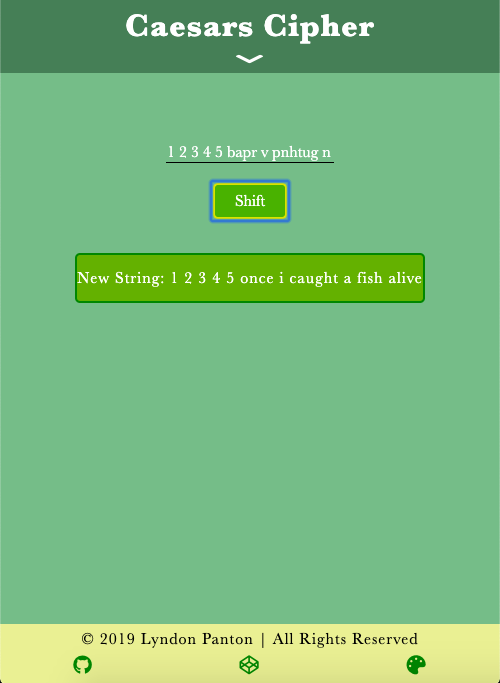 Caesars Cipher
1 2 3 4 5 bapr v pnhtug n
Shift
New String: 1 2 3 4 5 once i caught a fish alive
© 2019 Lyndon Panton | All Rights Reserved